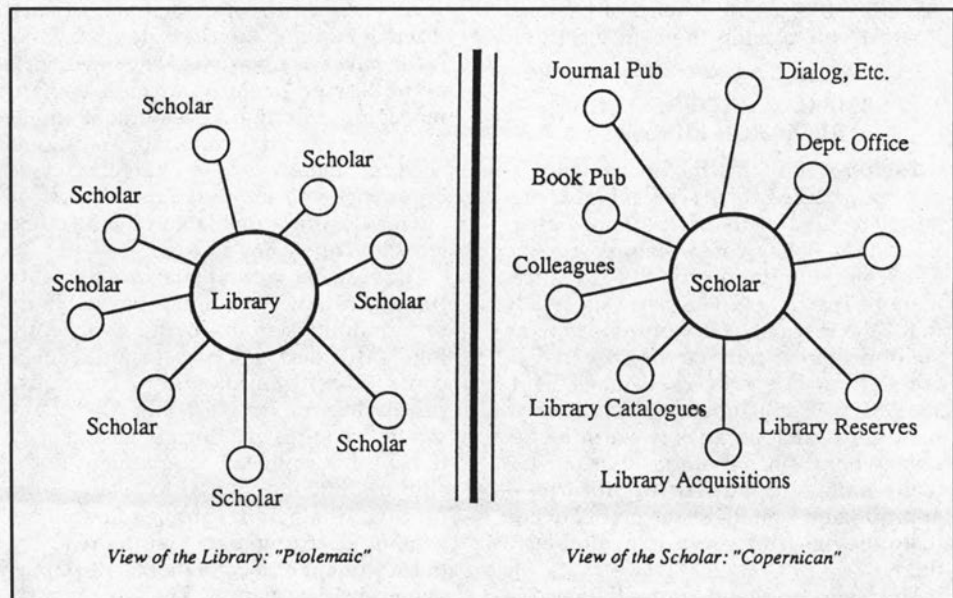 Scholar
Scholar
Scholar
Scholar
Library
Scholar
Scholar
Scholar
Scholar
View of the Library: "Ptolemaic"
Journal Pub
Dialog, Etc.
Dept. Office
Book Pub
Colleagues
Scholar
Library Catalogues
Library Reserves
Library Acquisitions
View of the Scholar: "Copernican"